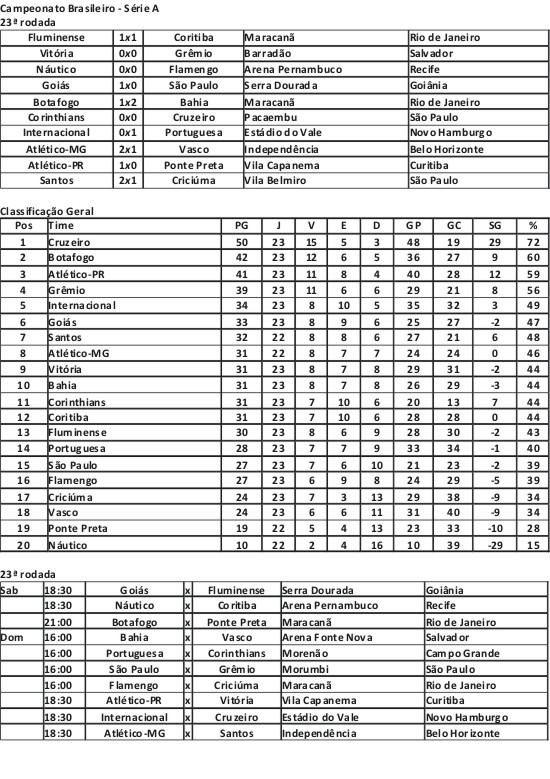 Campeonato Brasileiro - Série A
23ª rodada
Fluminense 1x1 Coritiba Maracanã Rio de Janeiro
Vitória 0x0 Grêmio Barradão Salvador
Náutico 0x0 Flamengo Arena Pernambuco Recife
Goiás 1x0 São Paulo Serra Dourada Goiânia
Botafogo 1x2 Bahia Maracanã Rio de Janeiro
Corinthians 0x0 Cruzeiro Pacaembu São Paulo
Internacional 0x1 Portuguesa Estádio do Vale Novo Hamburgo
Atlético-MG 2x1 Vasco Independência Belo Horizonte
Atlético-PR 1x0 Ponte Preta Vila Capanema Curitiba
Santos 2x1 Criciúma Vila Belmiro São Paulo
Classificação Geral
Pos Time PG J V E D GP GC SG %
1 Cruzeiro 50 23 15 5 3 48 19 29 72
2 Botafogo 42 23 12 6 5 36 27 9 60
3 Atlético-PR 41 23 11 8 4 40 28 12 59
4 Grêmio 39 23 11 6 6 29 21 8 56
5 Internacional 34 23 8 10 5 35 32 3 49
6 Goiás 33 23 8 9 6 25 27 -2 47
7 Santos 32 22 8 8 6 27 21 6 48
8 Atlético-MG 31 22 8 7 7 24 24 0 46
9 Vitória 31 23 8 7 8 29 31 -2 44
10 Bahia 31 23 8 7 8 26 29 -3 44
11 Corinthians 31 23 7 10 6 20 13 7 44
12 Coritiba 31 23 7 10 6 28 28 0 44
13 Fluminense 30 23 8 6 9 28 30 -2 43
14 Portuguesa 28 23 7 7 9 33 34 -1 40
15 São Paulo 27 23 7 6 10 21 23 -2 39
16 Flamengo 27 23 6 9 8 24 29 -5 39
17 Criciúma 24 23 7 3 13 29 38 -9 34
18 Vasco 24 23 6 6 11 31 40 -9 34
19 Ponte Preta 19 22 5 4 13 23 33 -10 28
20 Náutico 10 22 2 4 16 10 39 -29 15
23ª rodada
Sab 18:30 Goiás x Fluminense Serra Dourada Goiânia
18:30 Náutico x Coritiba Arena Pernambuco Recife
21:00 Botafogo x Ponte Preta Maracanã Rio de Janeiro
Dom 16:00 Bahia x Vasco Arena Fonte Nova Salvador
16:00 Portuguesa x Corinthians Morenão Campo Grande
16:00 São Paulo x Grêmio Morumbi São Paulo
16:00 Flamengo x Criciúma Maracanã Rio de Janeiro
18:30 Atlético-PR x Vitória Vila Capanema Curitiba
18:30 Internacional x Cruzeiro Estádio do Vale Novo Hamburgo
18:30 Atlético-MG x Santos Independência Belo Horizonte